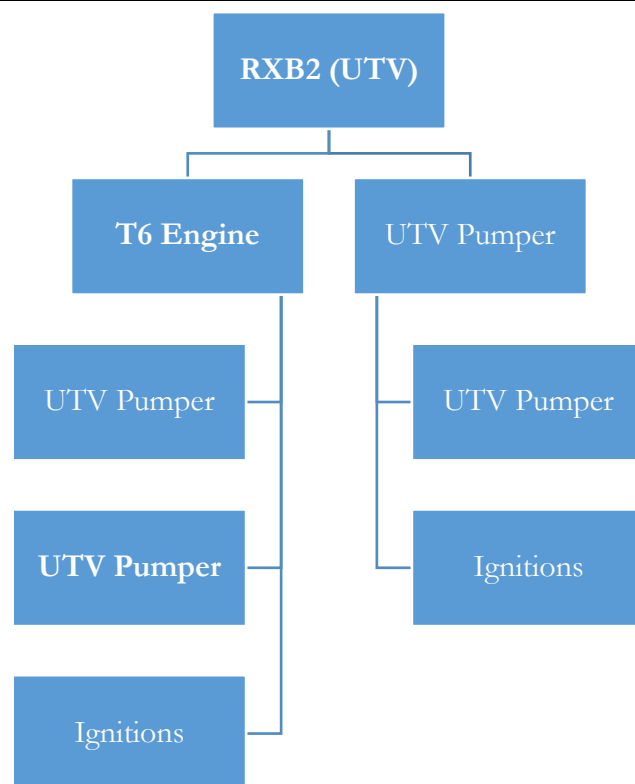 RXB2 (UTV)
T6 Engine
UTV Pumper
UTV Pumper
UTV Pumper
UTV Pumper
Ignitions
Ignitions